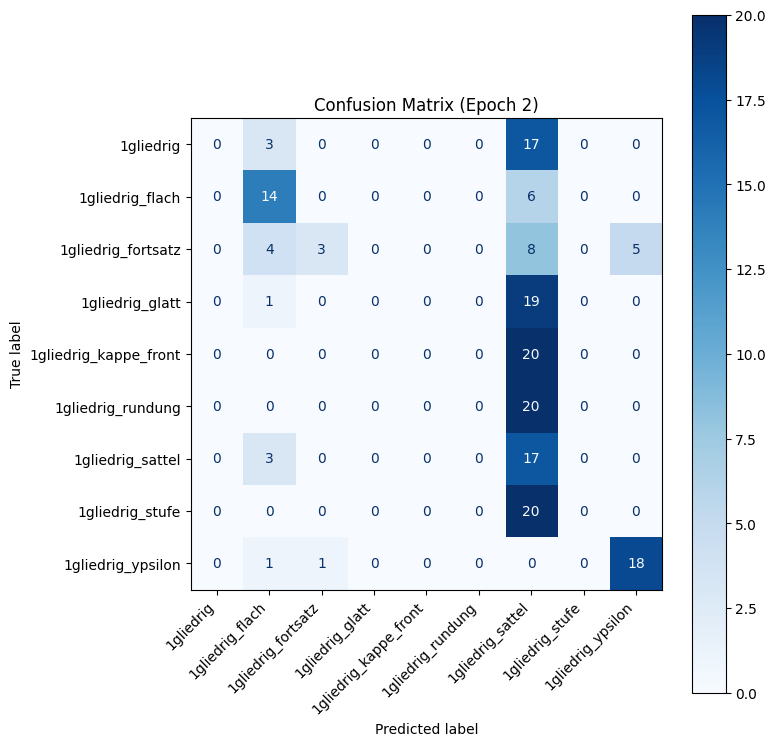 Confusion Matrix (Epoch 2)
True label
1gliedrig 0 3 0 0 0 0 17 0 0
1gliedrig_flach 0 14 0 0 0 0 6 0 0
1gliedrig_fortsatz 0 4 3 0 0 0 8 0 5
1gliedrig_glatt 0 1 0 0 0 0 19 0 0
1gliedrig_kappe_front 0 0 0 0 0 0 20 0 0
1gliedrig_rundung 0 0 0 0 0 0 20 0 0
1gliedrig_sattel 0 3 0 0 0 0 17 0 0
1gliedrig_stufe 0 0 0 0 0 0 20 0 0
1gliedrig_ypsilon 0 1 1 0 0 0 0 0 18
1gliedrig
1gliedrig_flach
1gliedrig_fortsatz
1gliedrig_glatt
1gliedrig_kappe_front
1gliedrig_rundung
1gliedrig_sattel
1gliedrig_stufe
1gliedrig_ypsilon
Predicted label
20.0
17.5
15.0
12.5
10.0
7.5
5.0
2.5
0.0